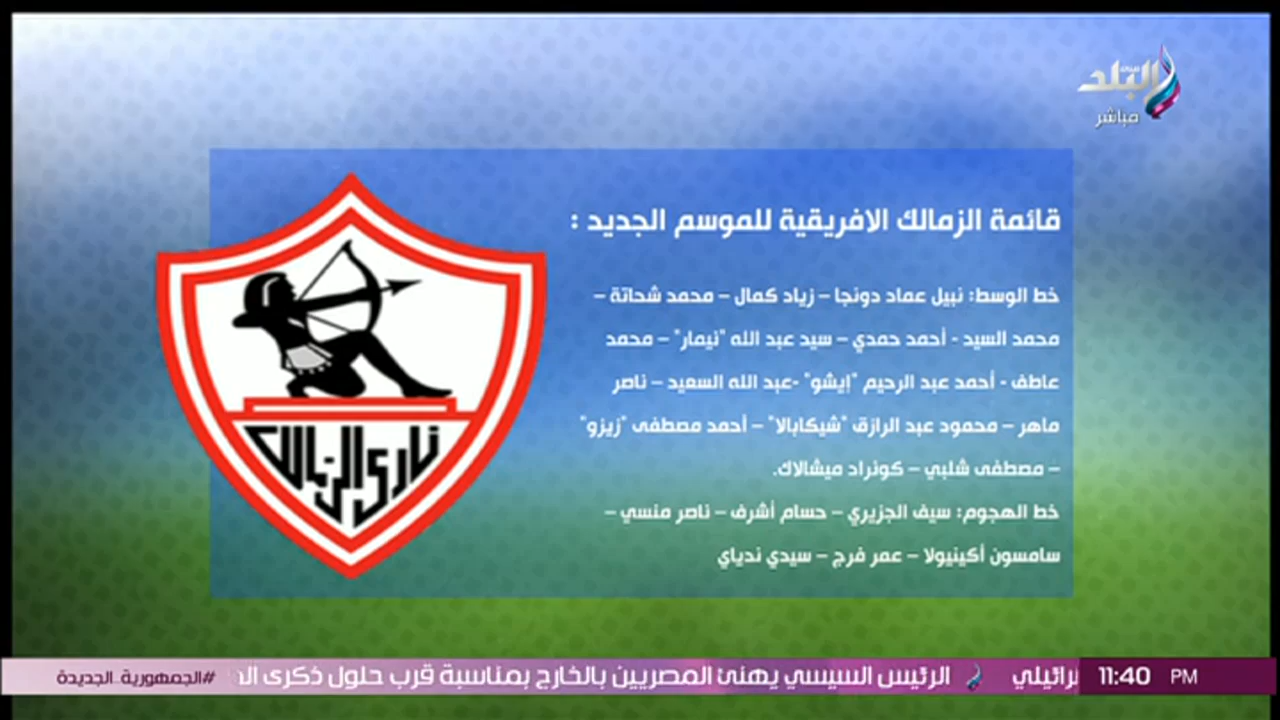 صدى
البلد
مباشر
قائمة الزمالك الافريقية للموسم الجديد :
خط الوسط: نبيل عماد دونجا – زياد كمال – محمد شحاتة –
محمد السيد - أحمد حمدي – سيد عبد الله "نيمار" – محمد
عاطف - أحمد عبد الرحيم "إيشو" -عبد الله السعيد – ناصر
ماهر – محمود عبد الرازق "شيكابالا" – أحمد مصطفى "زيزو"
– مصطفى شلبي – كونراد ميشالاك.
خط الهجوم: سيف الجزيري – حسام أشرف – ناصر منسي –
سامسون أكينيولا – عمر فرج – سيدي ندياي
نادى الزمالك
11:40 PM
الرئيس السيسي يهنئ المصريين بالخارج بمناسبة قرب حلول ذكرى
#الجمهورية_الجديدة